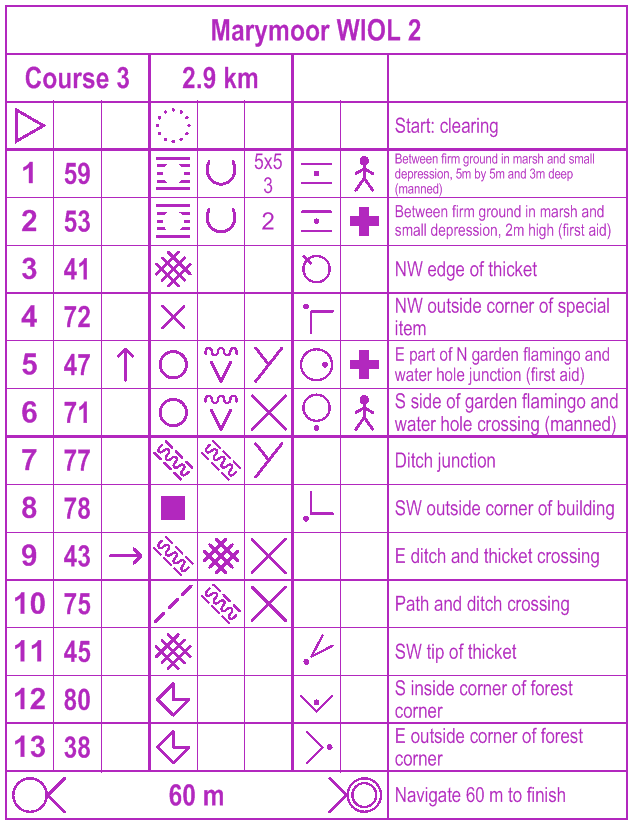 Marymoor WIOL 2
Course 3 2.9 km
Start: clearing
1 59 5x5
3
Between firm ground in marsh and small
depression, 5m by 5m and 3m deep
(manned)
2 53 2
Between firm ground in marsh and
small depression, 2m high (first aid)
3 41 NW edge of thicket
4 72 NW outside corner of special
item
5 47 E part of N garden flamingo and
water hole junction (first aid)
6 71 S side of garden flamingo and
water hole crossing (manned)
7 77 Ditch junction
8 78 SW outside corner of building
9 43 E ditch and thicket crossing
10 75 Path and ditch crossing
11 45 SW tip of thicket
12 80 S inside corner of forest
corner
13 38 E outside corner of forest
corner
60 m Navigate 60 m to finish